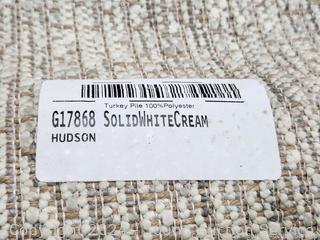 Turkey Pile 100%Polyester
G17868 SolidWhiteCream
HUDSON